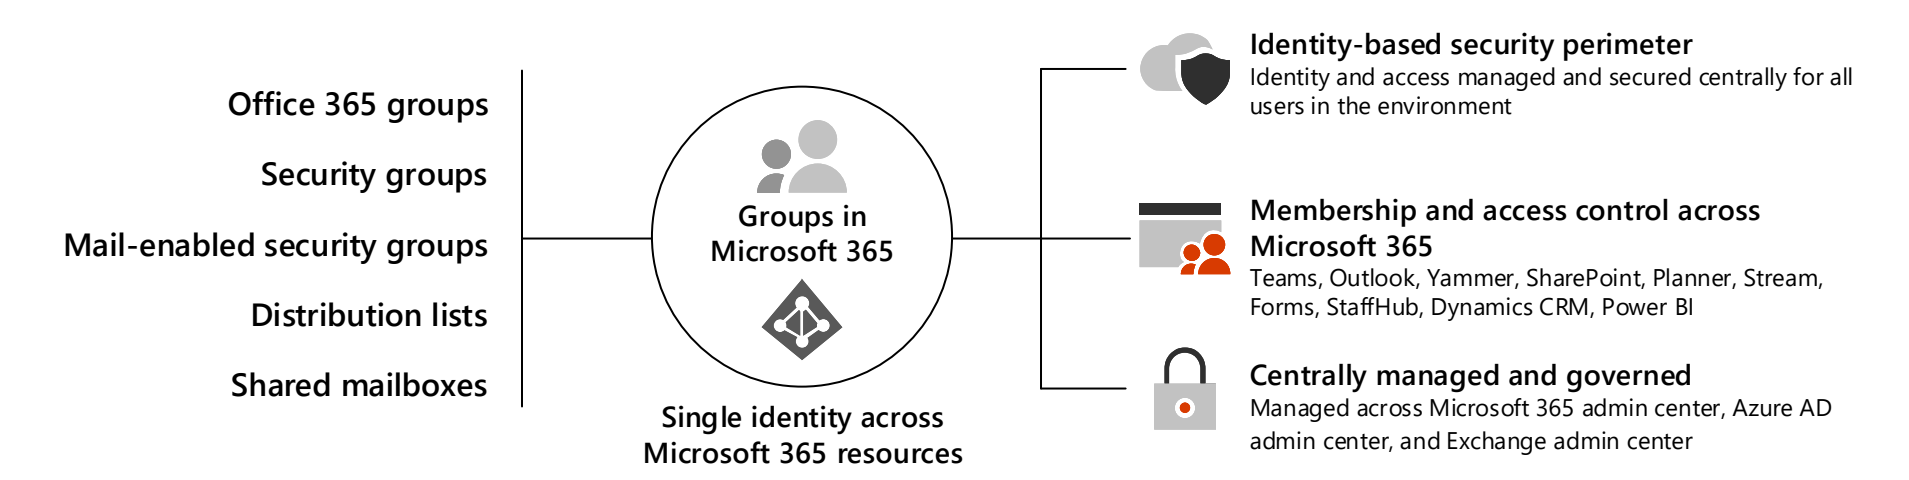 Office 365 groups
Security groups
Mail-enabled security groups
Distribution lists
Shared mailboxes
Groups in
Microsoft 365
Single identity across
Microsoft 365 resources
Identity-based security perimeter
Identity and access managed and secured centrally for all
users in the environment
Membership and access control across
Microsoft 365
Teams, Outlook, Yammer, SharePoint, Planner, Stream,
Forms, StaffHub, Dynamics CRM, Power BI
Centrally managed and governed
Managed across Microsoft 365 admin center, Azure AD
admin center, and Exchange admin center